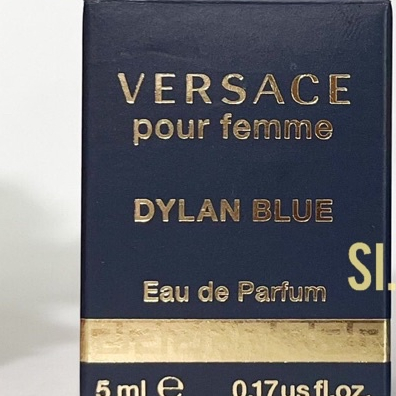 VERSACE
pour femme
DYLAN BLUE
Eau de Parfum
5 ml ℮ 0.17 us fl.oz.